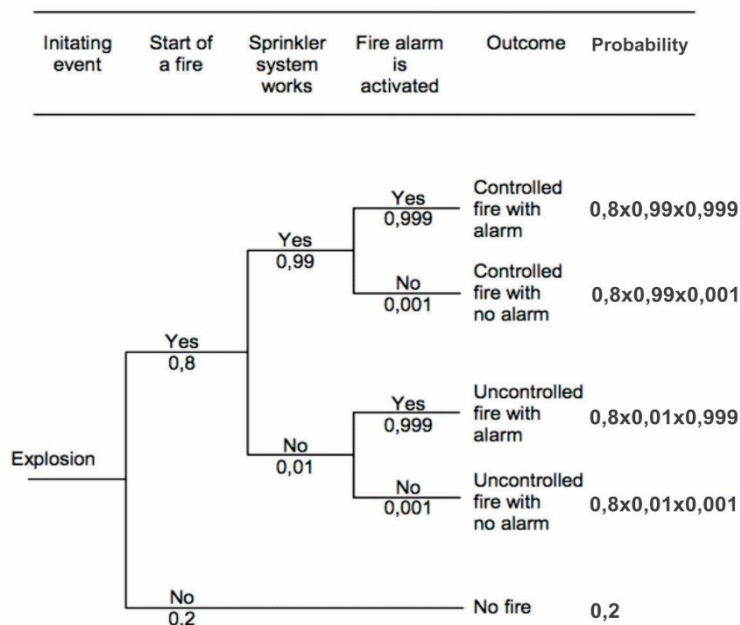 Initating
event
Start of
a fire
Sprinkler
system
works
Fire alarm
is
activated
Outcome
Probability
Yes
0,999
Controlled
fire with
alarm
0,8x0,99x0,999
Yes
0,99
No
0,001
Controlled
fire with
no alarm
0,8x0,99x0,001
Yes
0,8
Yes
0,999
Uncontrolled
fire with
alarm
0,8x0,01x0,999
No
0,01
Explosion
No
0,001
Uncontrolled
fire with
no alarm
0,8x0,01x0,001
No
0,2
No fire
0,2